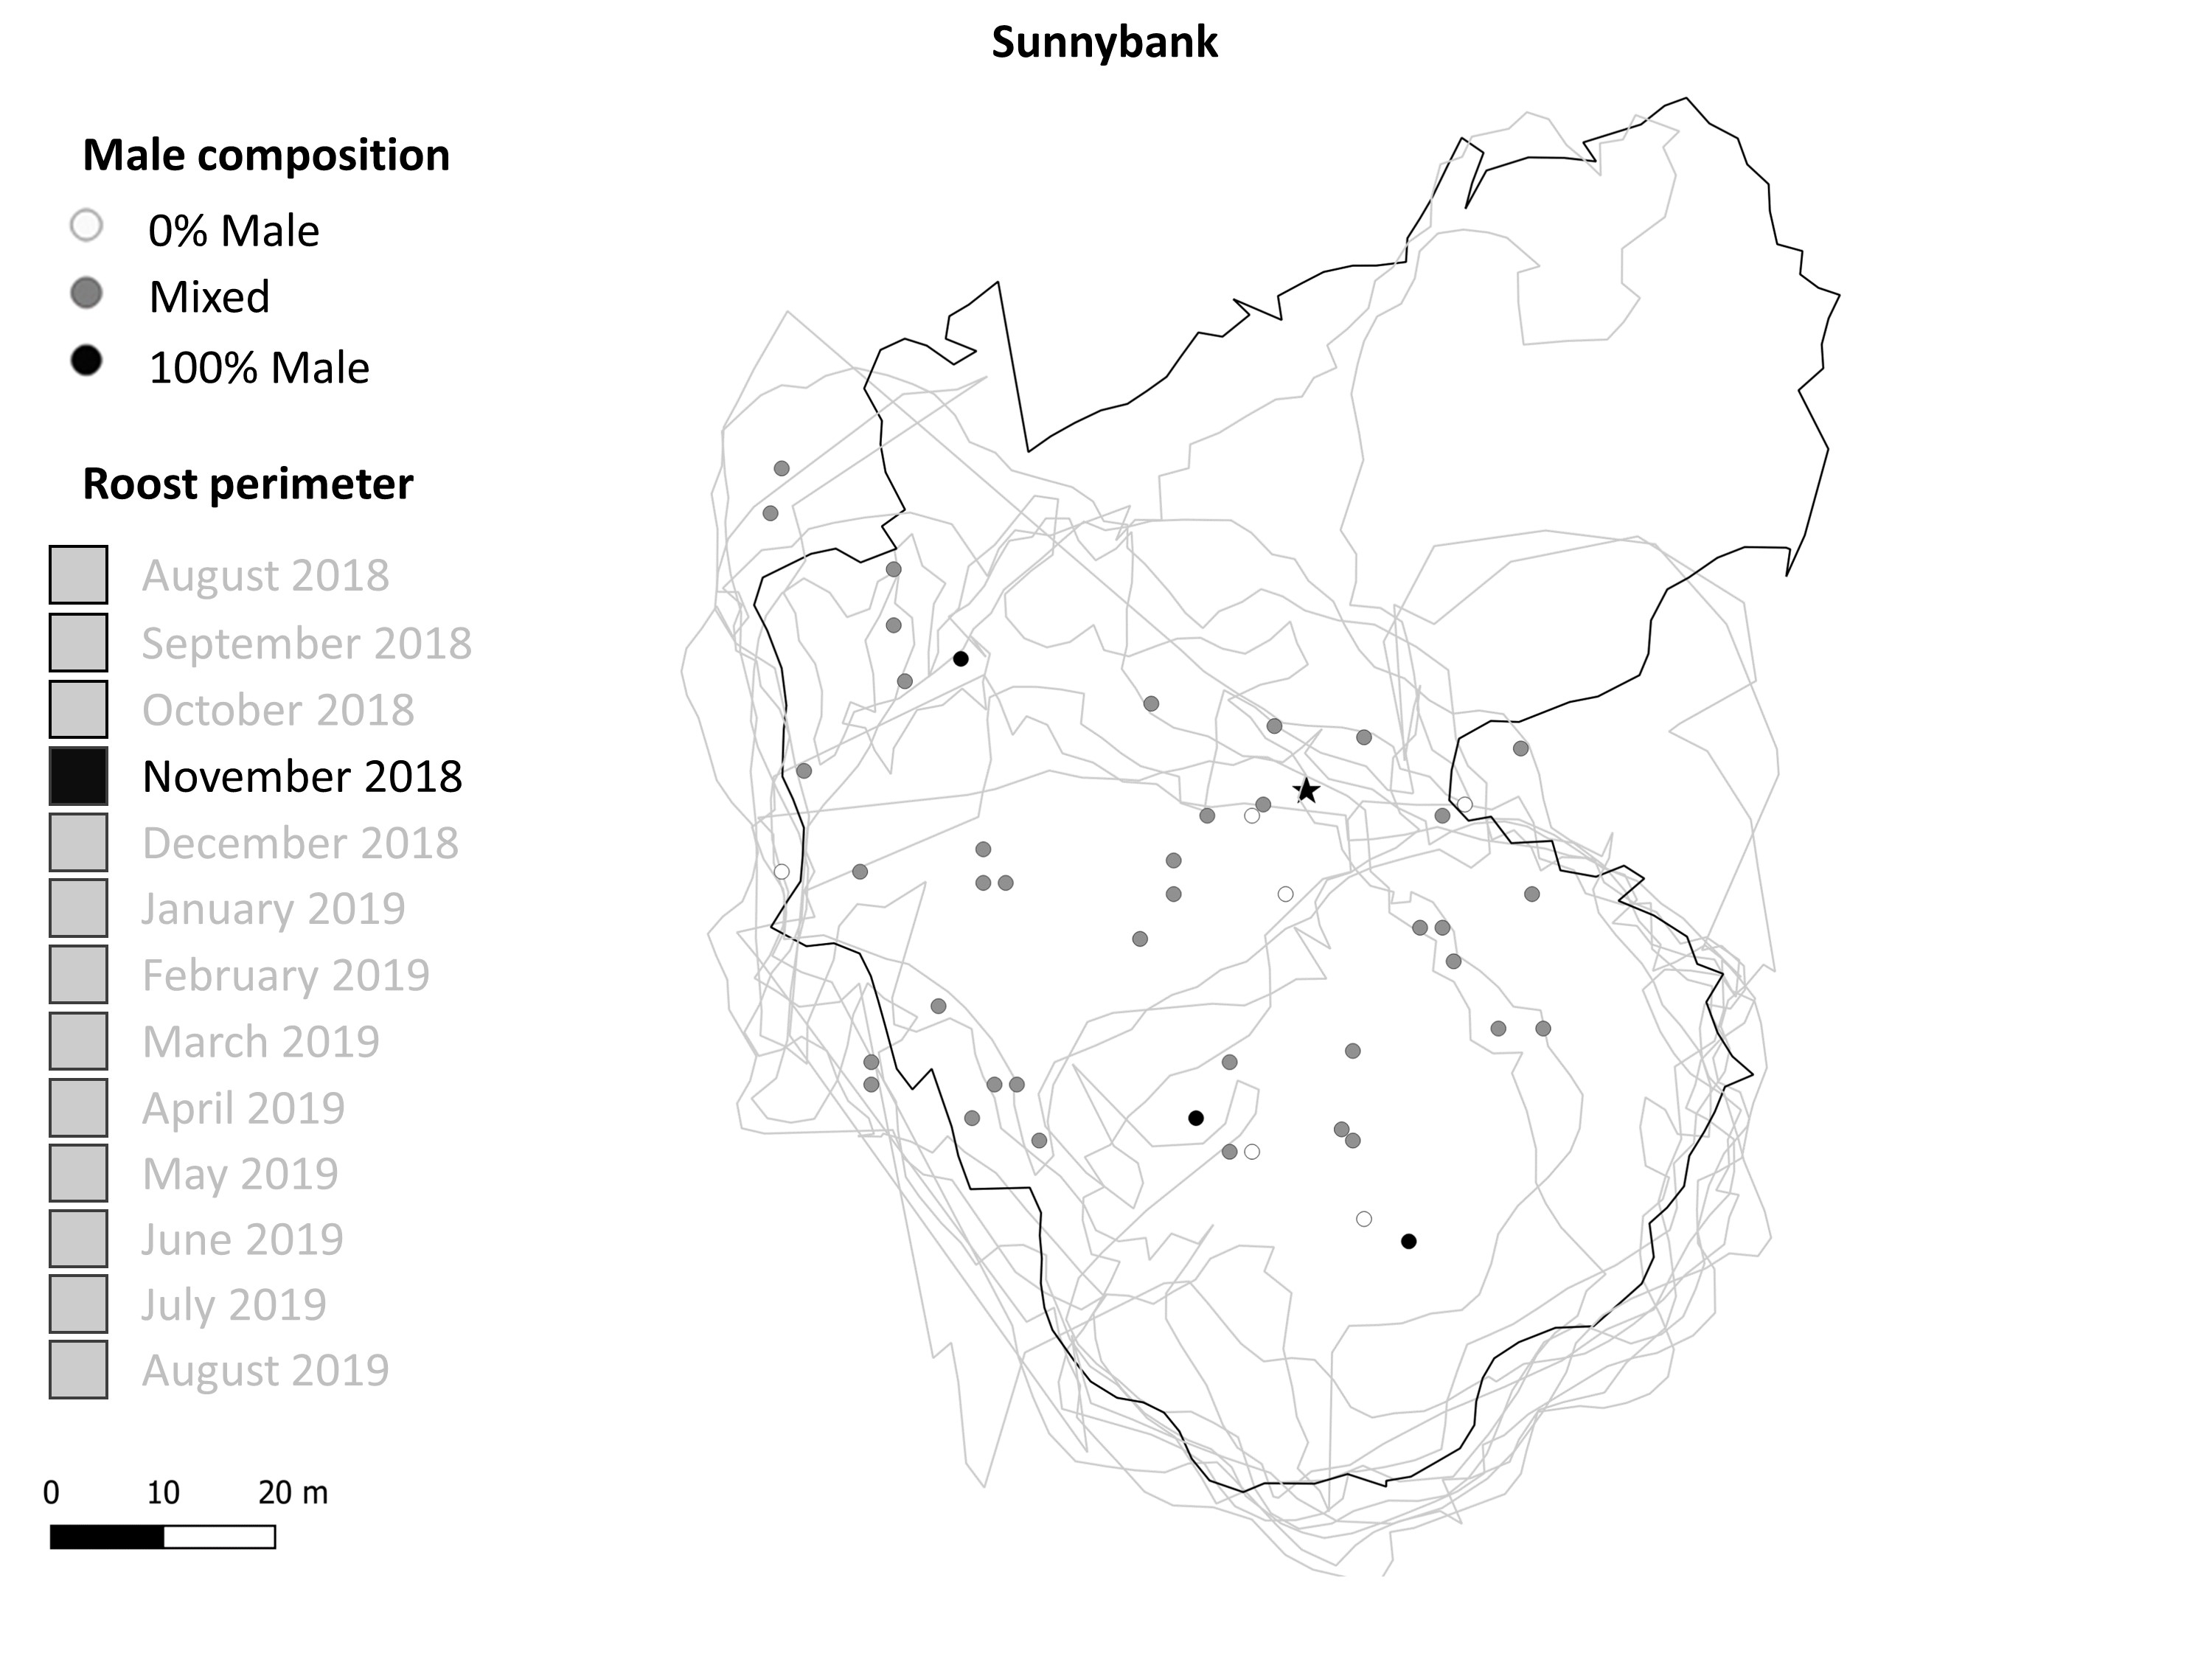 Sunnybank
Male composition
0% Male
Mixed
100% Male
Roost perimeter
August 2018
September 2018
October 2018
November 2018
December 2018
January 2019
February 2019
March 2019
April 2019
May 2019
June 2019
July 2019
August 2019
0 10 20 m